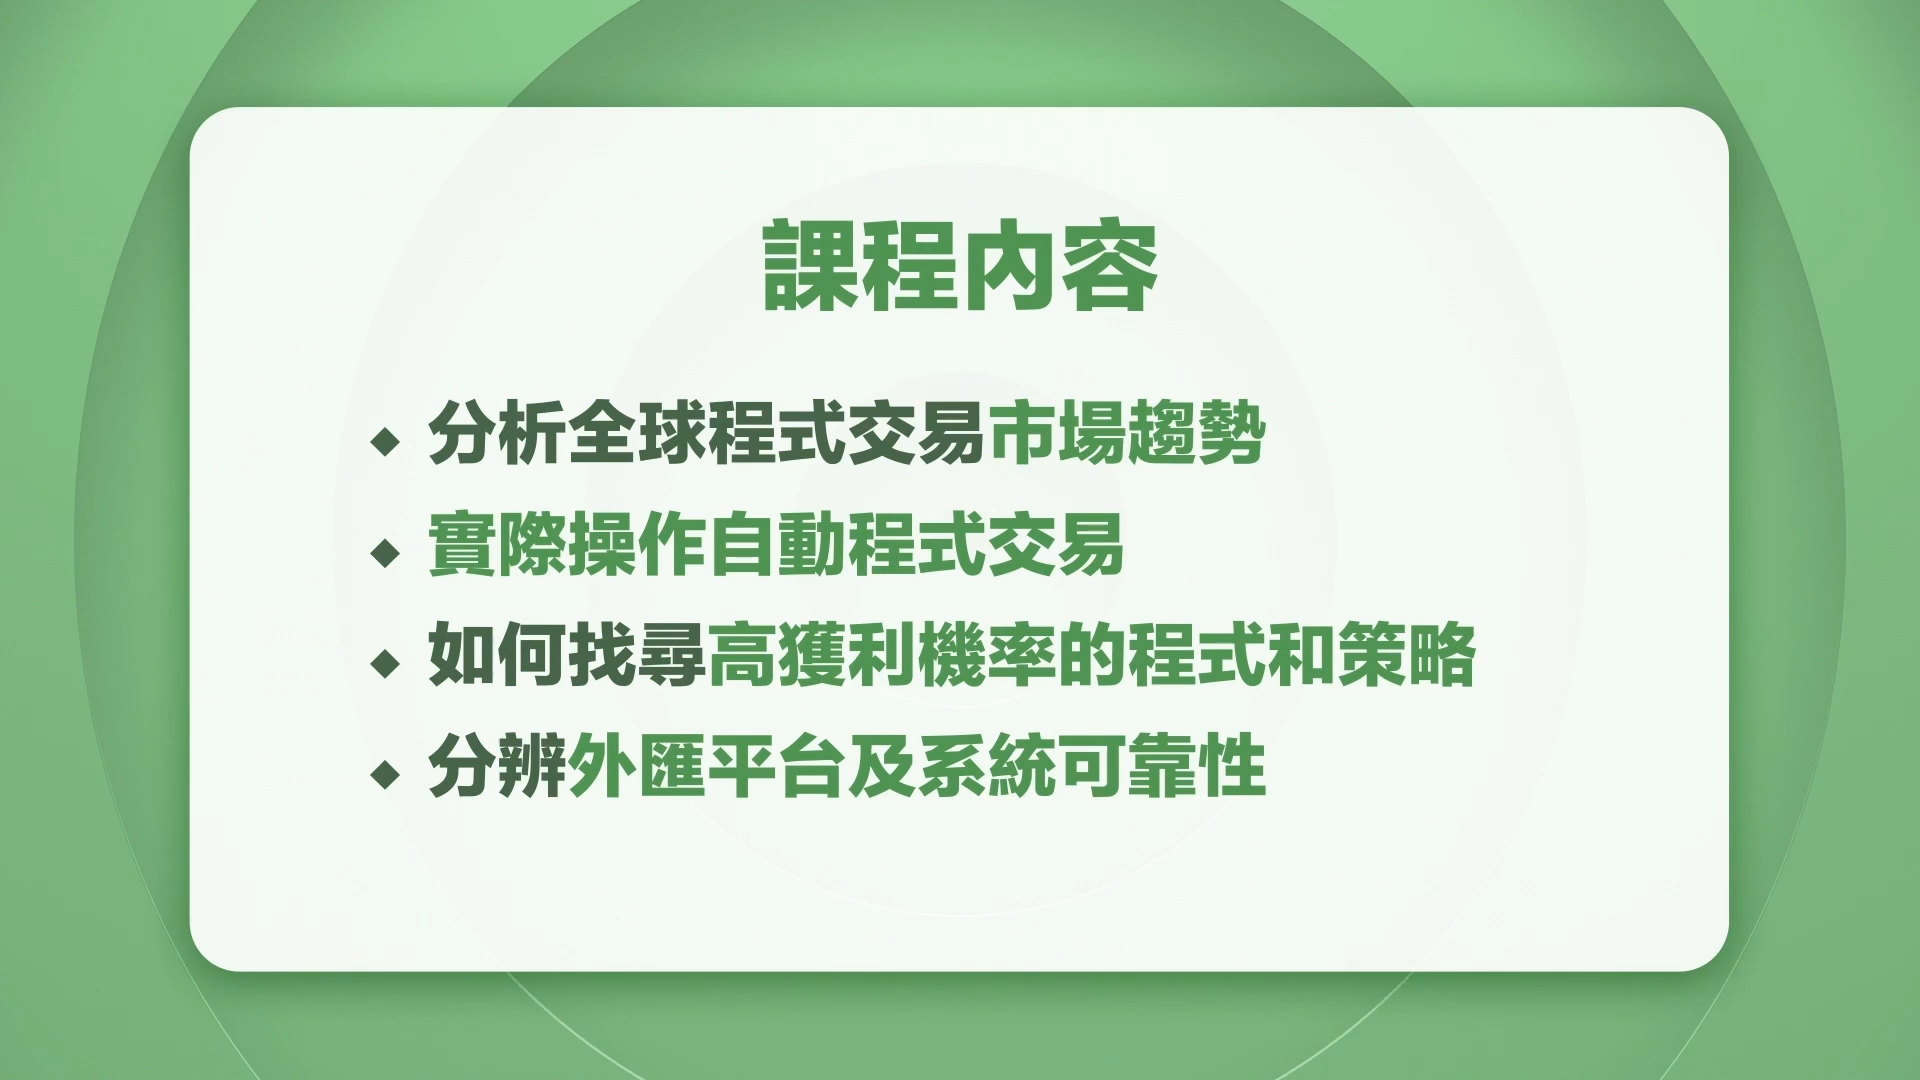 課程內容
◆ 分析全球程式交易市場趨勢
◆ 實際操作自動程式交易
◆ 如何找尋高獲利機率的程式和策略
◆ 分辨外匯平台及系統可靠性